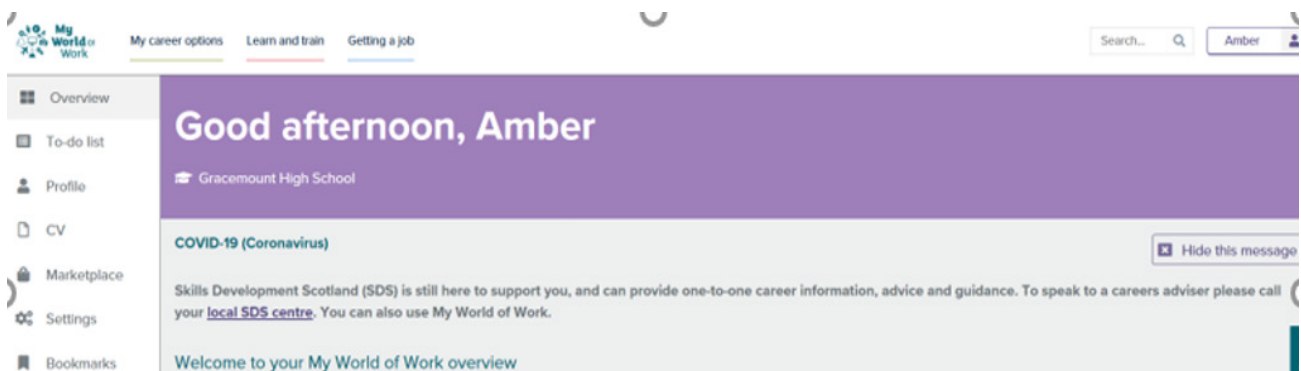 My
World of
Work
My career options Learn and train Getting a job
Search...
Amber
Overview
To-do list
Profile
CV
Marketplace
Settings
Bookmarks
Good afternoon, Amber
Gracemount High School
COVID-19 (Coronavirus)
Hide this message
Skills Development Scotland (SDS) is still here to support you, and can provide one-to-one career information, advice and guidance. To speak to a careers adviser please call
your local SDS centre. You can also use My World of Work.
Welcome to your My World of Work overview